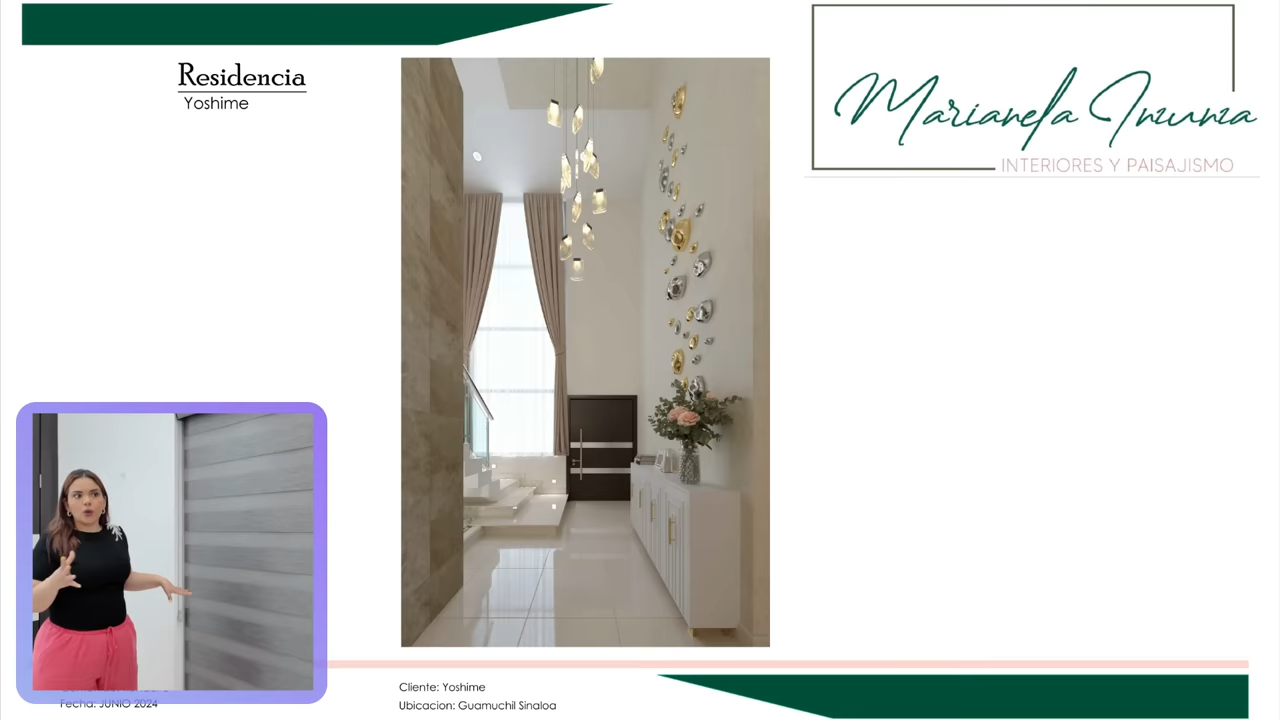 Residencia
Yoshime
Marianela Inzunza
INTERIORES Y PAISAJISMO
Fecha: JUNIO 2024
Cliente: Yoshime
Ubicacion: Guamuchil Sinaloa